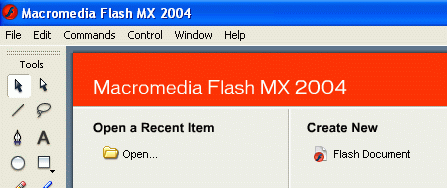 Macromedia Flash MX 2004
File Edit Commands Control Window Help
Tools
Macromedia Flash MX 2004
Open a Recent Item
Open...
Create New
Flash Document